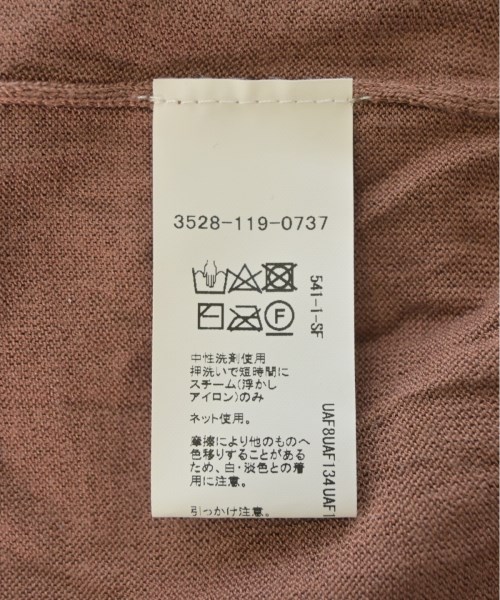 3528-119-0737
F
541-1-SF
中性洗剤使用
押洗いで短時間に
スチーム(浮かし
アイロン)のみ
ネット使用。
摩擦により他のものへ
色移りすることがある
ため、白・淡色との着
用に注意。
引っかけ注意。
UAF8UAF134UAF1